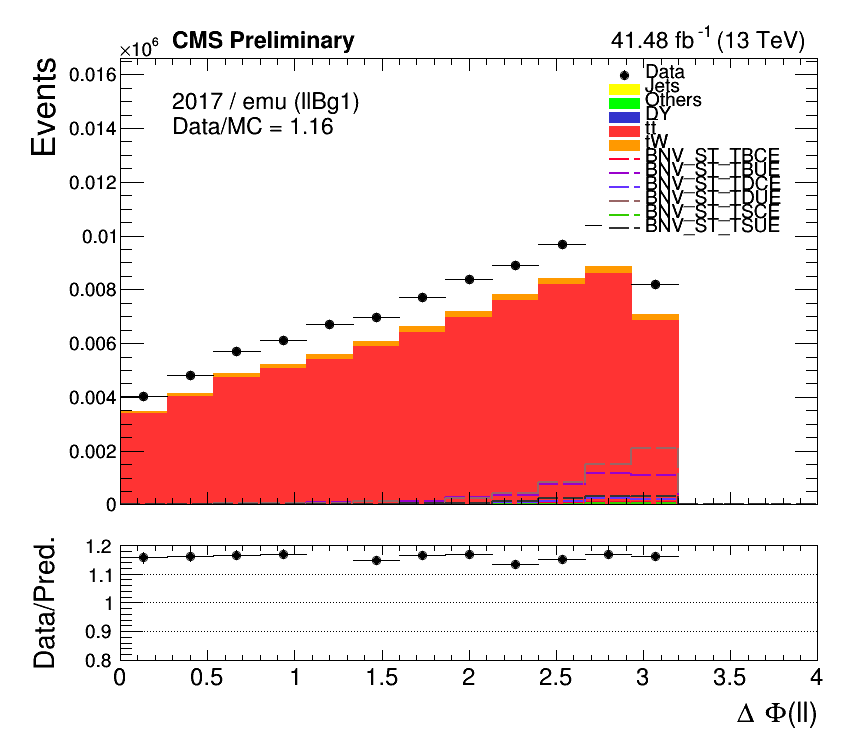 ×10⁶ CMS Preliminary 41.48 fb⁻¹ (13 TeV)
Events
2017 / emu (llBg1)
Data/MC = 1.16
Data
Jets
Others
DY
tt
tW
BNV_ST_TBCE
BNV_ST_TBUE
BNV_ST_TDCE
BNV_ST_TDUE
BNV_ST_TSCE
BNV_ST_TSUE
0.016
0.014
0.012
0.01
0.008
0.006
0.004
0.002
0
Data/Pred.
1.2
1.1
1
0.9
0.8
0 0.5 1 1.5 2 2.5 3 3.5 4
Δ Φ(ll)